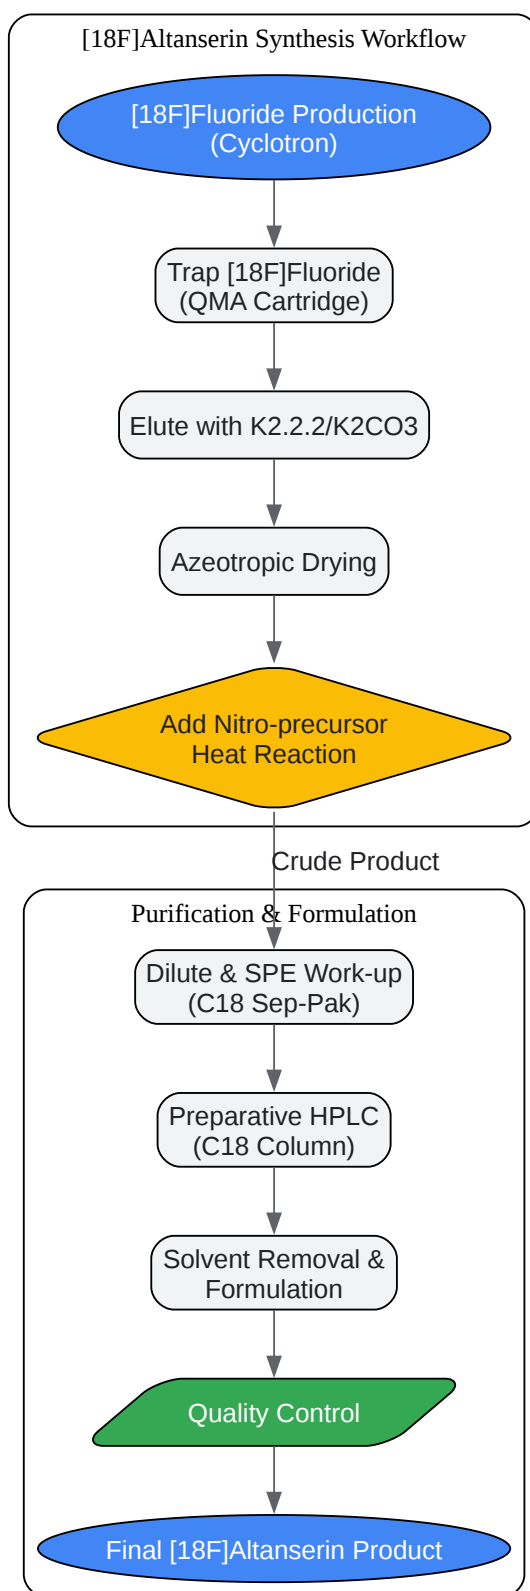 [18F]Altanserin Synthesis Workflow
[18F]Fluoride Production
(Cyclotron)
Trap [18F]Fluoride
(QMA Cartridge)
Elute with K2.2.2/K2CO3
Azeotropic Drying
Add Nitro-precursor
Heat Reaction
Crude Product
Purification & Formulation
Dilute & SPE Work-up
(C18 Sep-Pak)
Preparative HPLC
(C18 Column)
Solvent Removal &
Formulation
Quality Control
Final [18F]Altanserin Product